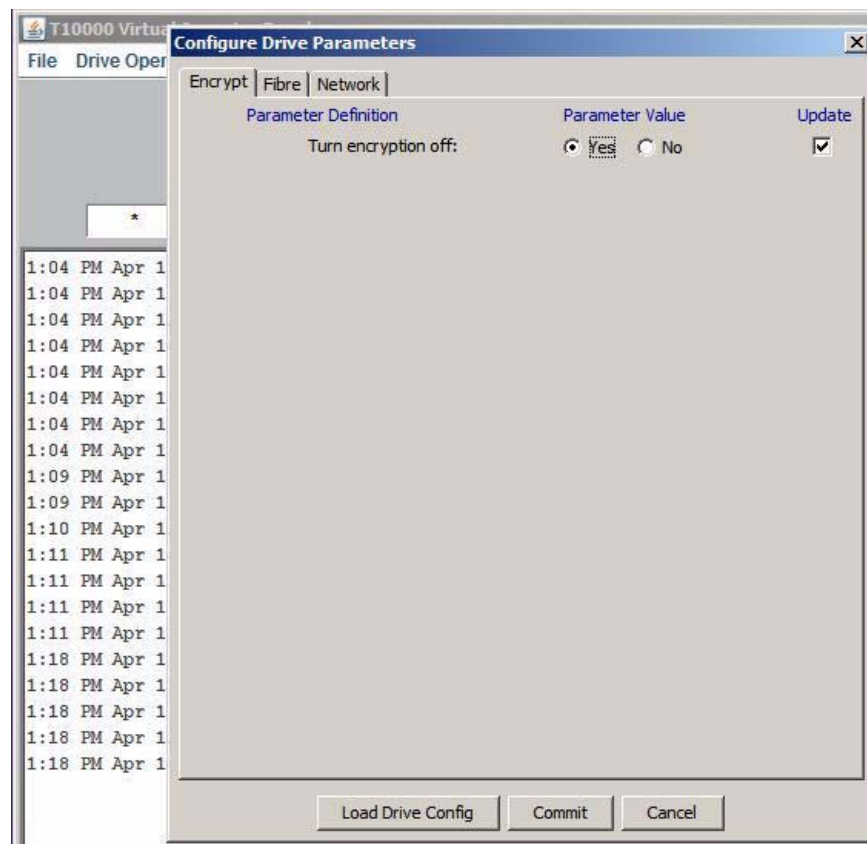 T10000 Virtua
Configure Drive Parameters
File Drive Oper
Encrypt Fibre Network
Parameter Definition Parameter Value Update
Turn encryption off: Yes No
*
1:04 PM Apr 1
1:04 PM Apr 1
1:04 PM Apr 1
1:04 PM Apr 1
1:04 PM Apr 1
1:04 PM Apr 1
1:04 PM Apr 1
1:04 PM Apr 1
1:09 PM Apr 1
1:09 PM Apr 1
1:10 PM Apr 1
1:11 PM Apr 1
1:11 PM Apr 1
1:11 PM Apr 1
1:11 PM Apr 1
1:18 PM Apr 1
1:18 PM Apr 1
1:18 PM Apr 1
1:18 PM Apr 1
1:18 PM Apr 1
Load Drive Config Commit Cancel